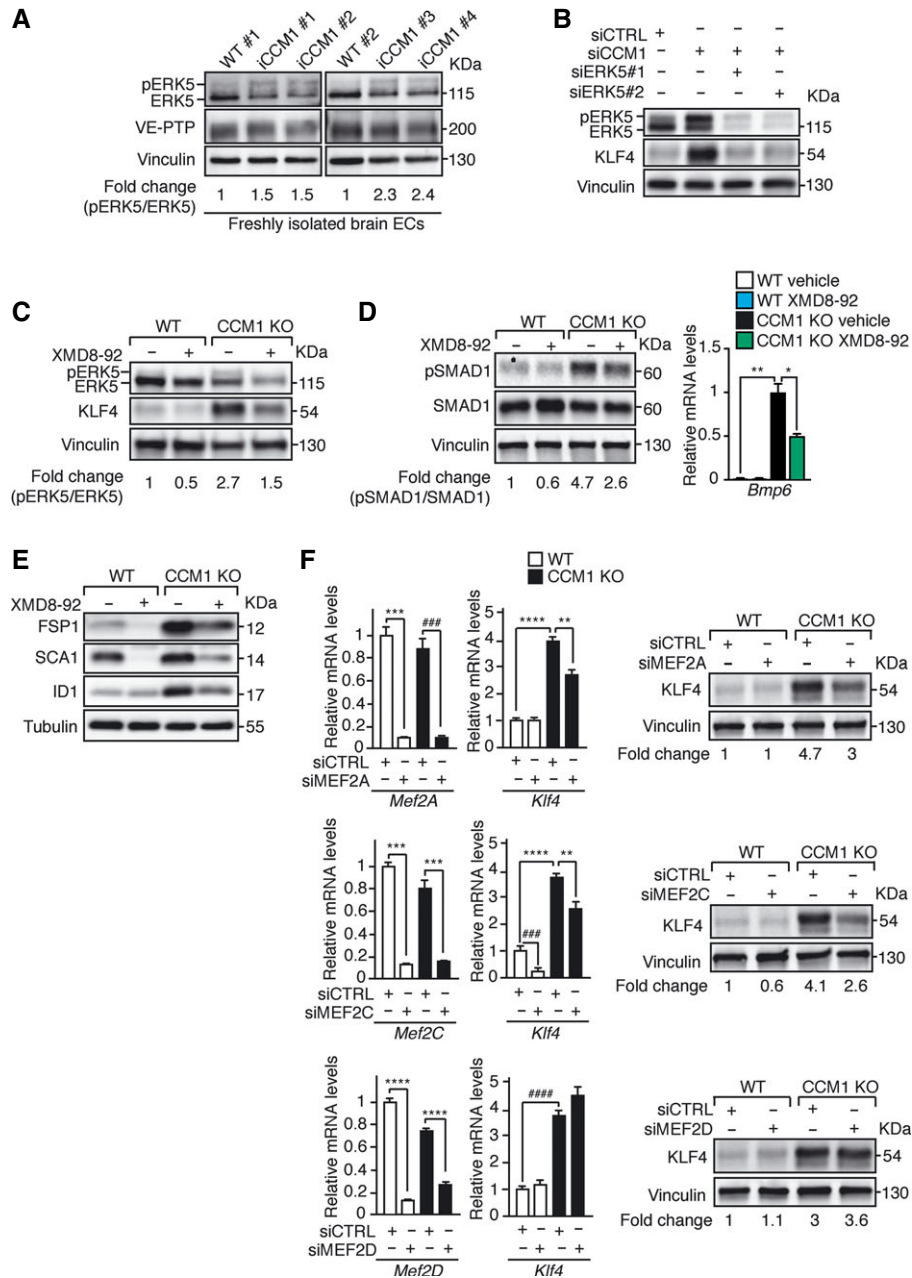 A
WT #1 iCCM1 #1 iCCM1 #2 WT #2 iCCM1 #3 iCCM1 #4
KDa
pERK5
ERK5
115
VE-PTP
200
Vinculin
130
Fold change
(pERK5/ERK5)
1 1.5 1.5 1 2.3 2.4
Freshly isolated brain ECs
B
siCTRL + – – –
siCCM1 – + + +
siERK5#1 – – + –
siERK5#2 – – – +
KDa
pERK5
ERK5
115
KLF4
54
Vinculin
130
C
WT CCM1 KO
XMD8-92 – + – + KDa
pERK5
ERK5
115
KLF4
54
Vinculin
130
Fold change
(pERK5/ERK5)
1 0.5 2.7 1.5
D
WT CCM1 KO
XMD8-92 – + – + KDa
pSMAD1
60
SMAD1
60
Vinculin
130
Fold change
(pSMAD1/SMAD1)
1 0.6 4.7 2.6
WT vehicle
WT XMD8-92
CCM1 KO vehicle
CCM1 KO XMD8-92
Relative mRNA levels
1.5
1
0.5
0
** *
Bmp6
E
WT CCM1 KO
XMD8-92 – + – + KDa
FSP1
12
SCA1
14
ID1
17
Tubulin
55
F
WT
CCM1 KO
Relative mRNA levels
1
0.8
0.6
0.4
0.2
0
*** ###
siCTRL + – + –
siMEF2A – + – +
Mef2A
Relative mRNA levels
5
4
2
1
0
**** **
+ – + –
– + – +
Klf4
WT CCM1 KO
siCTRL + – + –
siMEF2A – + – + KDa
KLF4
54
Vinculin
130
Fold change 1 1 4.7 3
Relative mRNA levels
1
0.8
0.6
0.4
0.2
0
*** ***
siCTRL + – + –
siMEF2C – + – +
Mef2C
Relative mRNA levels
5
4
3
2
1
0
**** **
###
+ – + –
– + – +
Klf4
WT CCM1 KO
siCTRL + – + –
siMEF2C – + – + KDa
KLF4
54
Vinculin
130
Fold change 1 0.6 4.1 2.6
Relative mRNA levels
1
0.8
0.6
0.4
0.2
0
**** ****
siCTRL + – + –
siMEF2D – + – +
Mef2D
Relative mRNA levels
5
4
3
2
1
0
####
+ – + –
– + – +
Klf4
WT CCM1 KO
siCTRL + – + –
siMEF2D – + – + KDa
KLF4
54
Vinculin
130
Fold change 1 1.1 3 3.6